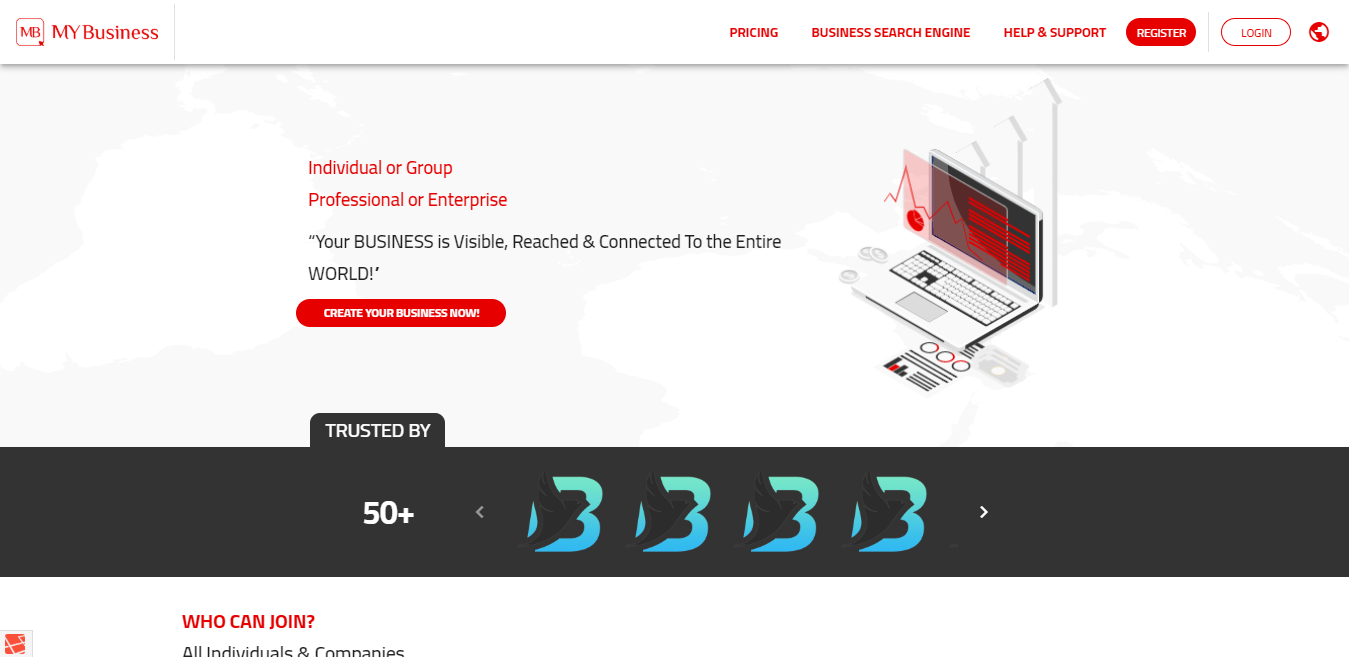 MB MYBusiness
PRICING
BUSINESS SEARCH ENGINE
HELP & SUPPORT
REGISTER
LOGIN
Individual or Group
Professional or Enterprise
“Your BUSINESS is Visible, Reached & Connected To the Entire
WORLD!”
CREATE YOUR BUSINESS NOW!
TRUSTED BY
50+
WHO CAN JOIN?
All Individuals & Companies